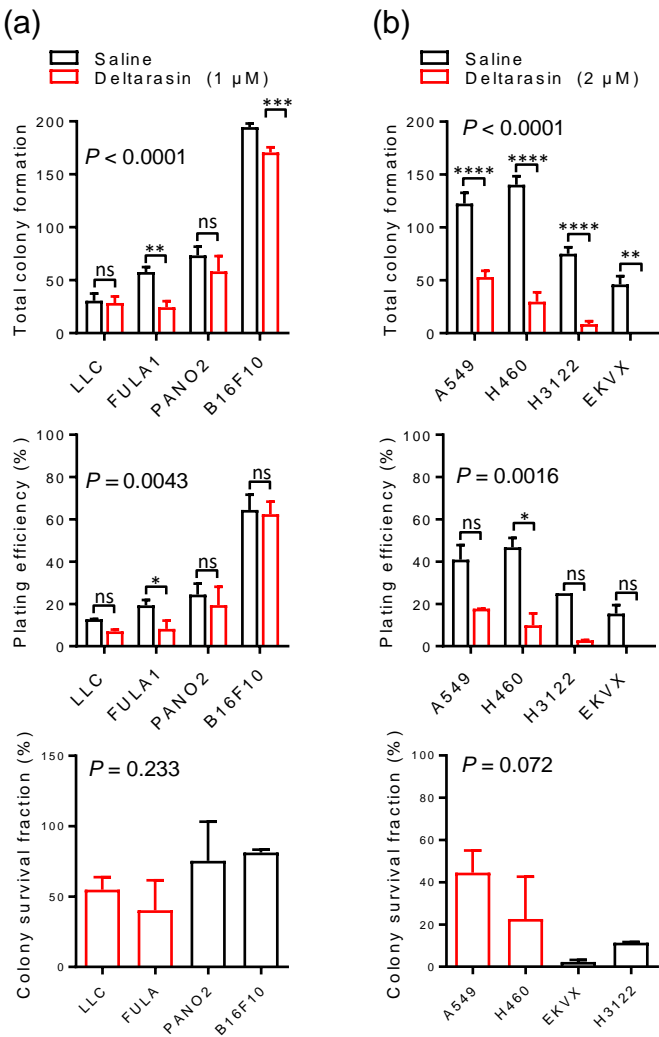 (a)
Saline
Deltarasin (1 µM)
Total colony formation
200
150
100
50
0
P < 0.0001
ns
**
ns
***
LLC
FULA1
PANO2
B16F10
Plating efficiency (%)
100
80
60
40
20
0
P = 0.0043
ns
*
ns
ns
LLC
FULA1
PANO2
B16F10
Colony survival fraction (%)
150
100
50
0
P = 0.233
LLC
FULA
PANO2
B16F10
(b)
Saline
Deltarasin (2 µM)
Total colony formation
200
150
100
50
0
P < 0.0001
****
****
****
**
A549
H460
H3122
EKVX
Plating efficiency (%)
100
80
60
40
20
0
P = 0.0016
ns
*
ns
ns
A549
H460
H3122
EKVX
Colony survival fraction (%)
100
80
60
40
20
0
P = 0.072
A549
H460
EKVX
H3122